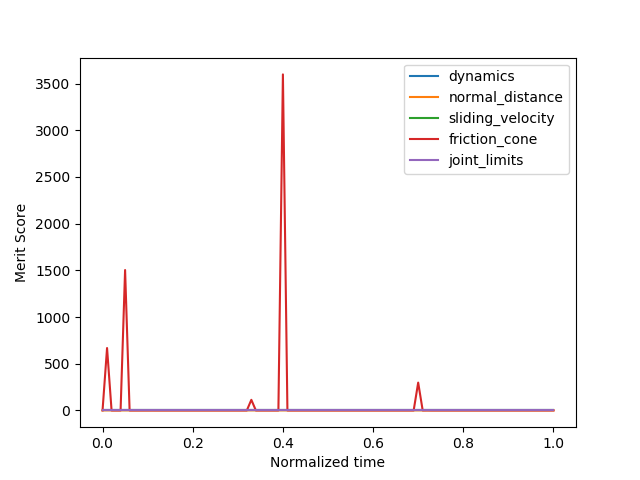 dynamics
normal_distance
sliding_velocity
friction_cone
joint_limits
Merit Score
3500
3000
2500
2000
1500
1000
500
0
0.0 0.2 0.4 0.6 0.8 1.0
Normalized time